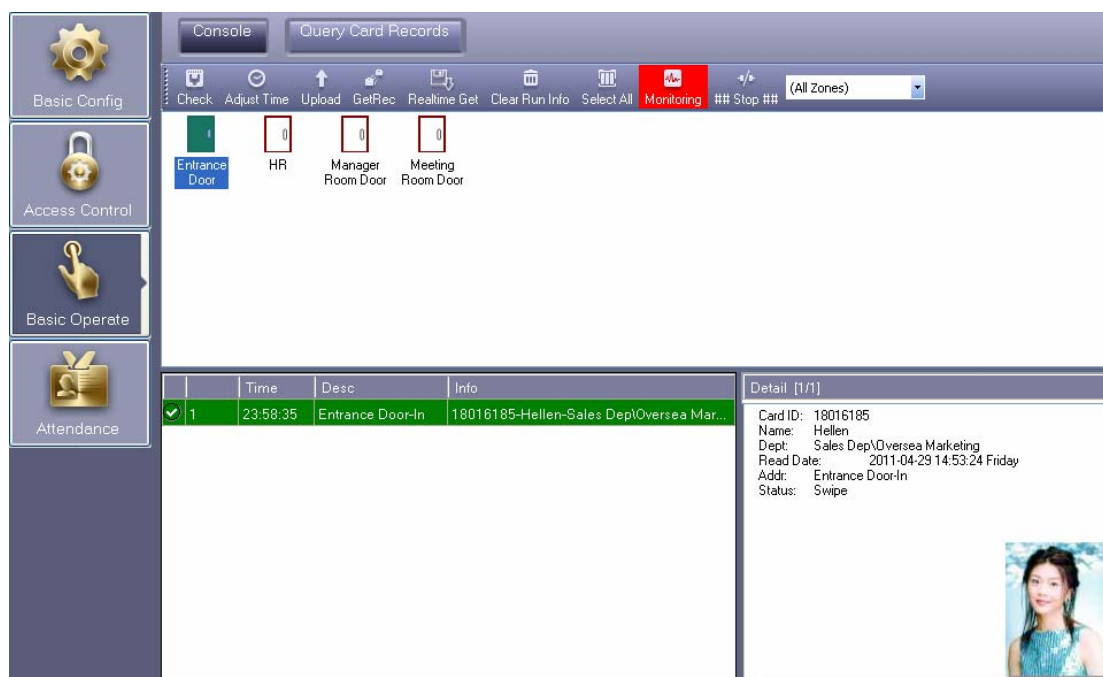 Console Query Card Records
Basic Config
Check Adjust Time Upload GetRec Realtime Get Clear Run Info Select All Monitoring ## Stop ## (All Zones)
Entrance Door
HR
Manager Room Door
Meeting Room Door
Access Control
Basic Operate
Attendance
Time Desc Info
1 23:58:35 Entrance Door-In 18016185-Hellen-Sales Dep\Oversea Mar...
Detail [1/1]
Card ID: 18016185
Name: Hellen
Dept: Sales Dep\Oversea Marketing
Read Date: 2011-04-29 14:53:24 Friday
Addr: Entrance Door-In
Status: Swipe